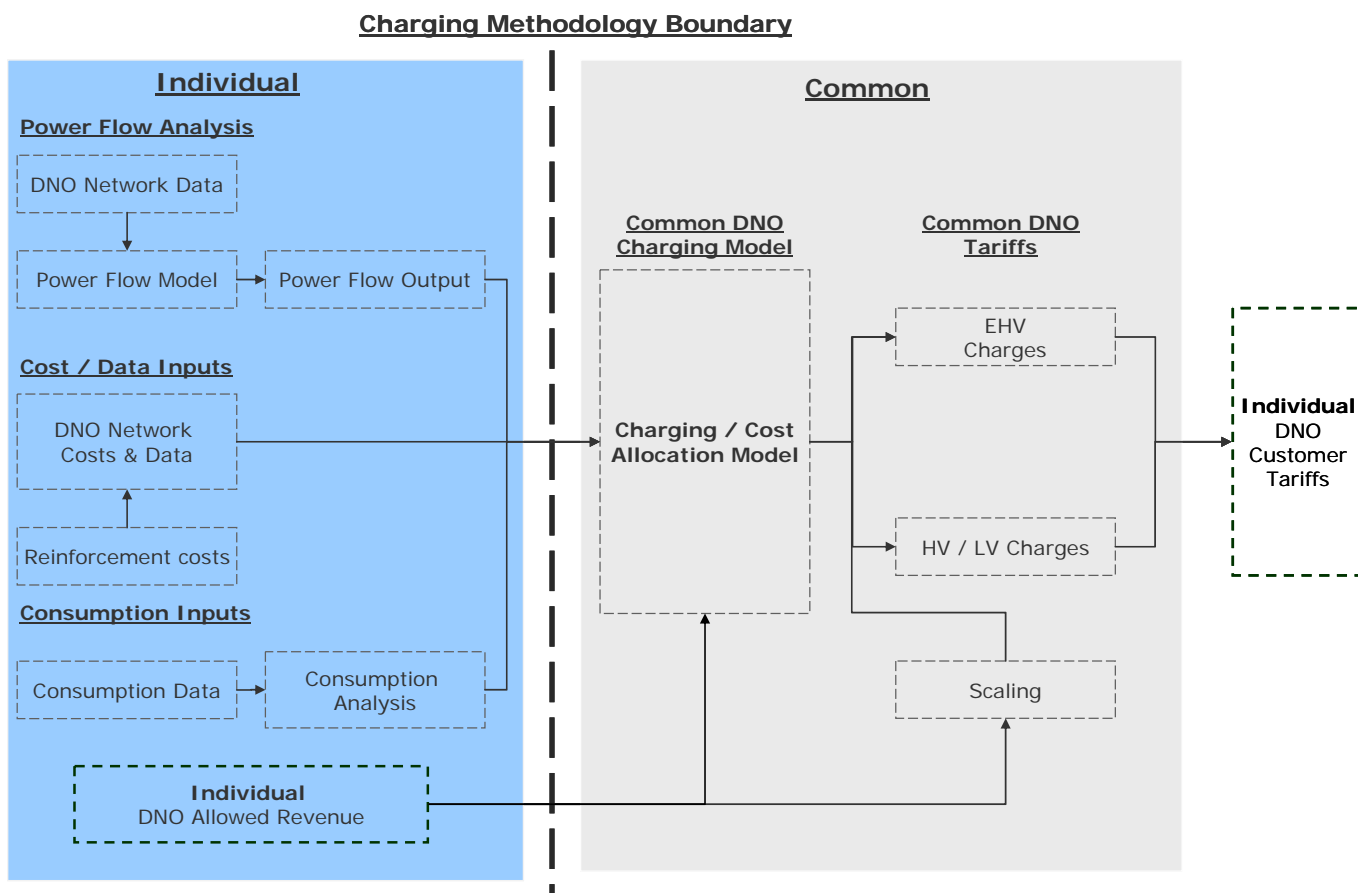 Charging Methodology Boundary
Individual
Power Flow Analysis
DNO Network Data
Power Flow Model
Power Flow Output
Cost / Data Inputs
DNO Network
Costs & Data
Reinforcement costs
Consumption Inputs
Consumption Data
Consumption
Analysis
Individual
DNO Allowed Revenue
Common
Common DNO
Charging Model
Charging / Cost
Allocation Model
Common DNO
Tariffs
EHV
Charges
HV / LV Charges
Scaling
Individual
DNO
Customer
Tariffs